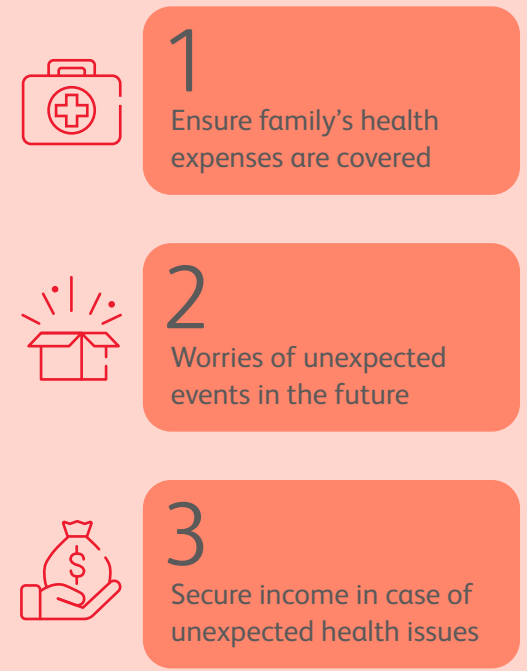 1
Ensure family’s health
expenses are covered
2
Worries of unexpected
events in the future
$
3
Secure income in case of
unexpected health issues